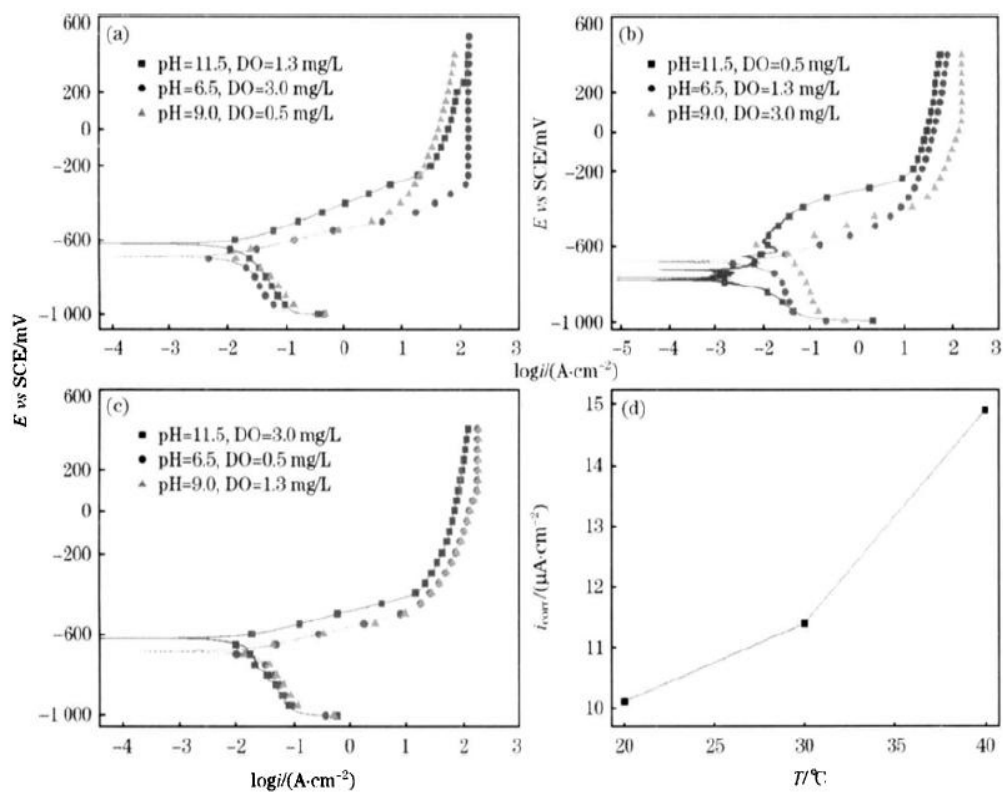 600
400
200
0
-200
-400
-600
-1 000
(a)
pH=11.5, DO=1.3 mg/L
pH=6.5, DO=3.0 mg/L
pH=9.0, DO=0.5 mg/L
-4 -3 -2 -1 0 1 2 3
E vs SCE/mV
600
400
200
0
-200
-400
-600
-1 000
(b)
pH=11.5, DO=0.5 mg/L
pH=6.5, DO=1.3 mg/L
pH=9.0, DO=3.0 mg/L
-5 -4 -3 -2 -1 0 1 2 3
logi/(A·cm⁻²)
E vs SCE/mV
600
400
200
0
-200
-400
-600
-1 000
(c)
pH=11.5, DO=3.0 mg/L
pH=6.5, DO=0.5 mg/L
pH=9.0, DO=1.3 mg/L
-4 -3 -2 -1 0 1 2 3
logi/(A·cm⁻²)
i_corr/(μA·cm⁻²)
15
14
13
12
11
10
(d)
20 25 30 35 40
T/℃